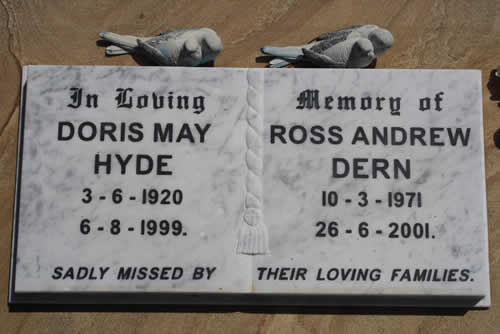 In Loving
DORIS MAY
HYDE
3-6-1920
6-8-1999.
SADLY MISSED BY
Memory of
ROSS ANDREW
DERN
10-3-1971
26-6-2001.
THEIR LOVING FAMILIES.